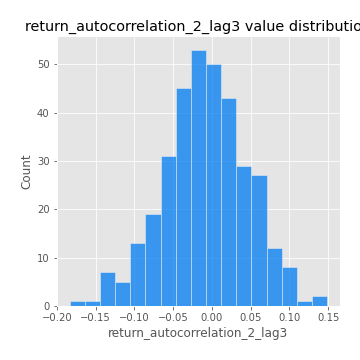 return_autocorrelation_2_lag3 value distributio
50
40
30
20
10
0
Count
−0.20 −0.15 −0.10 −0.05 0.00 0.05 0.10 0.15
return_autocorrelation_2_lag3